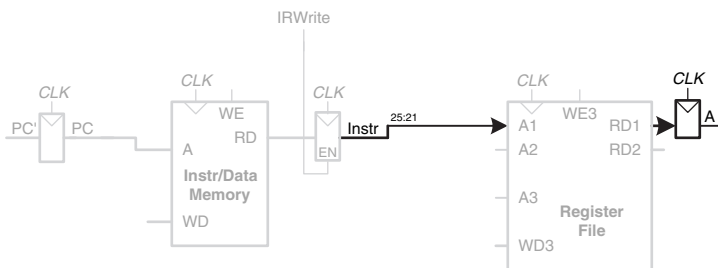 IRWrite
CLK
CLK
CLK
CLK
CLK
PC'
PC
WE
RD
A
EN
Instr/Data
Memory
WD
Instr
25:21
A1
WE3
RD1
A
A2
RD2
A3
Register
File
WD3